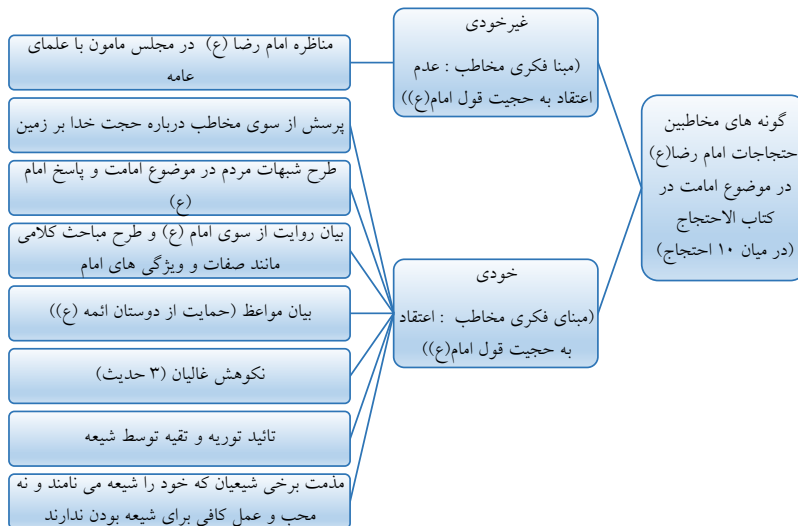 گونه های مخاطبین
حتجاجات امام رضا(ع)
در موضوع امامت در
کتاب الاحتجاج
(در میان ۱۰ احتجاج)
غیرخودی
(مبنا فکری مخاطب : عدم
اعتقاد به حجیت قول امام(ع))
مناظره امام رضا (ع) در مجلس مامون با علمای
عامه
خودی
(مبنای فکری مخاطب : اعتقاد
به حجیت قول امام(ع))
پرسش از سوی مخاطب درباره حجت خدا بر زمین
طرح شبهات مردم در موضوع امامت و پاسخ امام
(ع)
بیان روایت از سوی امام (ع) و طرح مباحث کلامی
مانند صفات و ویژگی های امام
بیان مواعظ (حمایت از دوستان ائمه (ع))
نکوهش غالیان (۳ حدیث)
تائید توریه و تقیه توسط شیعه
مذمت برخی شیعیان که خود را شیعه می نامند و نه
محب و عمل کافی برای شیعه بودن ندارند